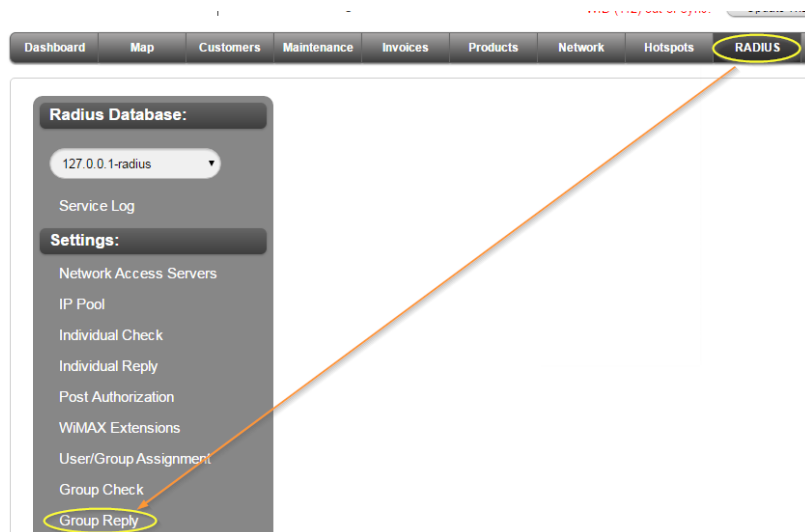 Dashboard Map Customers Maintenance Invoices Products Network Hotspots RADIUS
Radius Database:
127.0.0.1-radius
Service Log
Settings:
Network Access Servers
IP Pool
Individual Check
Individual Reply
Post Authorization
WiMAX Extensions
User/Group Assignment
Group Check
Group Reply